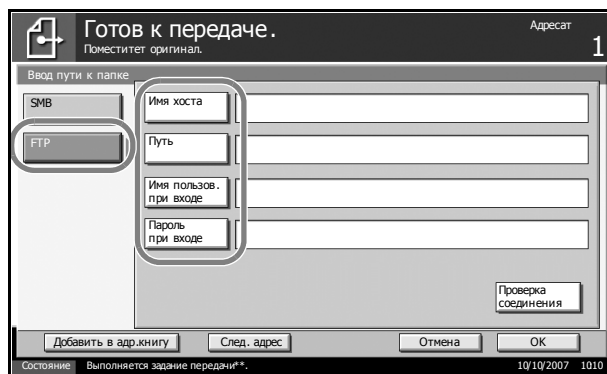 Готов к передаче.
Адресат
Поместитет оригинал.
1
Ввод пути к папке
SMB
Имя хоста
FTP
Путь
Имя пользов.
при входе
Пароль
при входе
Проверка
соединения
Добавить в адр.книгу
След. адрес
Отмена
OK
Состояние
Выполняется задание передачи**.
10/10/2007 1010